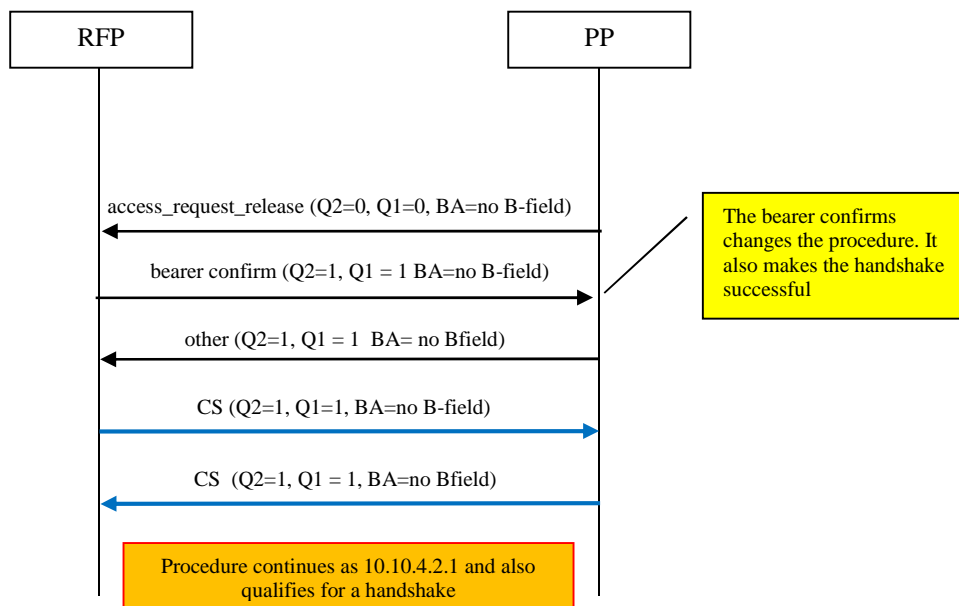 RFP
PP
access_request_release (Q2=0, Q1=0, BA=no B-field)
The bearer confirms
changes the procedure. It
also makes the handshake
successful
bearer confirm (Q2=1, Q1 = 1 BA=no B-field)
other (Q2=1, Q1 = 1 BA= no Bfield)
CS (Q2=1, Q1=1, BA=no B-field)
CS (Q2=1, Q1 = 1, BA=no Bfield)
Procedure continues as 10.10.4.2.1 and also
qualifies for a handshake